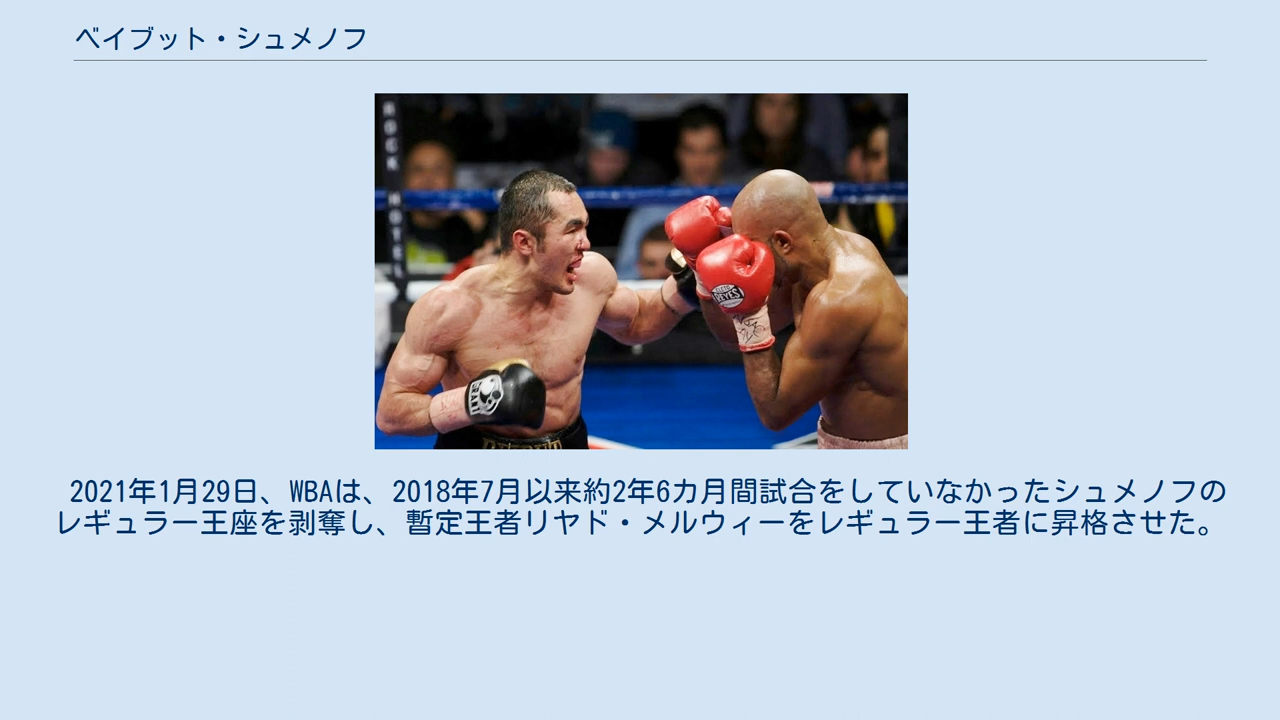 ベイブット・シュメノフ
ROCK HOTEL
REYES
GRANT
2021年1月29日、WBAは、2018年7月以来約2年6カ月間試合をしていなかったシュメノフの
レギュラー王座を剥奪し、暫定王者リヤド・メルウィーをレギュラー王者に昇格させた。